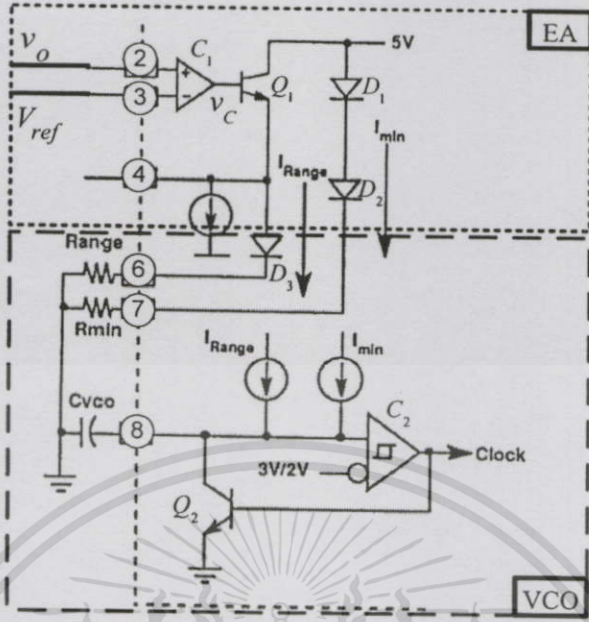 EA
v_o
2
C_1
5V
+
3
-
v_C
Q_1
D_1
V_ref
I_min
4
I_Range
D_2
Range
6
D_3
7
Rmin
I_Range
I_min
Cvco
8
C_2
3V/2V
Clock
Q_2
VCO